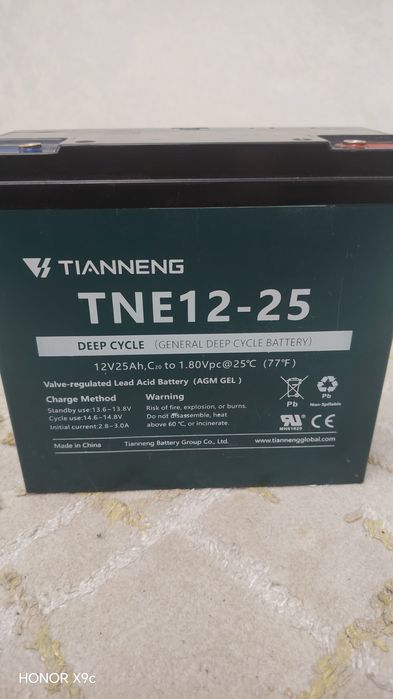 TIANNENG
TNE12-25
DEEP CYCLE (GENERAL DEEP CYCLE BATTERY)
12V25Ah,C₂₀ to 1.80Vpc@25℃ (77℉)
Valve-regulated Lead Acid Battery (AGM GEL)
Charge Method
Standby use:13.6~13.8V
Cycle use:14.6~14.8V
Initial current:2.8~3.0A
Warning
Risk of fire, explosion, or burns.
Do not disassemble, heat
above 60 ℃, or incinerate.
Pb
Pb
Non-Spillable
MH61820
CE
Made in China
Tianneng Battery Group Co., Ltd.
www.tiannengglobal.com
HONOR X9c